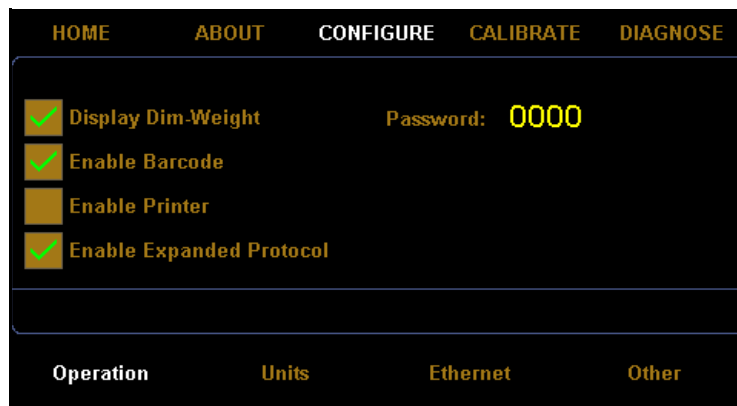 HOME ABOUT CONFIGURE CALIBRATE DIAGNOSE
Display Dim-Weight Password: 0000
Enable Barcode
Enable Printer
Enable Expanded Protocol
Operation Units Ethernet Other